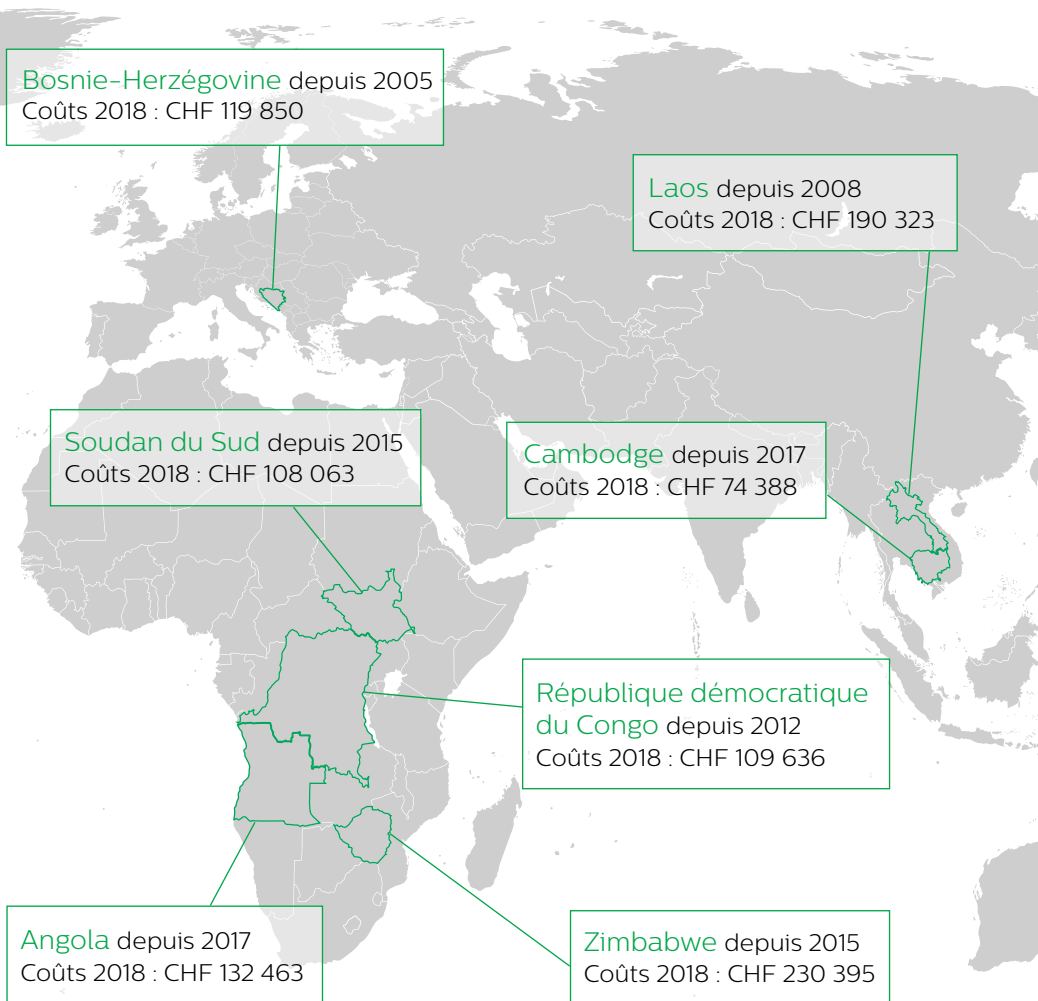 Bosnie-Herzégovine depuis 2005
Coûts 2018 : CHF 119 850
Laos depuis 2008
Coûts 2018 : CHF 190 323
Soudan du Sud depuis 2015
Coûts 2018 : CHF 108 063
Cambodge depuis 2017
Coûts 2018 : CHF 74 388
République démocratique
du Congo depuis 2012
Coûts 2018 : CHF 109 636
Angola depuis 2017
Coûts 2018 : CHF 132 463
Zimbabwe depuis 2015
Coûts 2018 : CHF 230 395